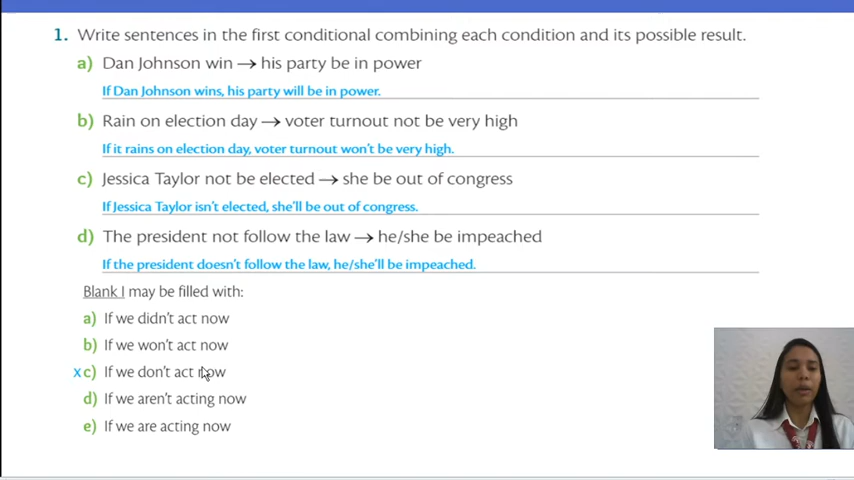 1. Write sentences in the first conditional combining each condition and its possible result.
a) Dan Johnson win → his party be in power
If Dan Johnson wins, his party will be in power.
b) Rain on election day → voter turnout not be very high
If it rains on election day, voter turnout won't be very high.
c) Jessica Taylor not be elected → she be out of congress
If Jessica Taylor isn't elected, she'll be out of congress.
d) The president not follow the law → he/she be impeached
If the president doesn't follow the law, he/she'll be impeached.
Blank I may be filled with:
a) If we didn't act now
b) If we won't act now
x c) If we don't act now
d) If we aren't acting now
e) If we are acting now